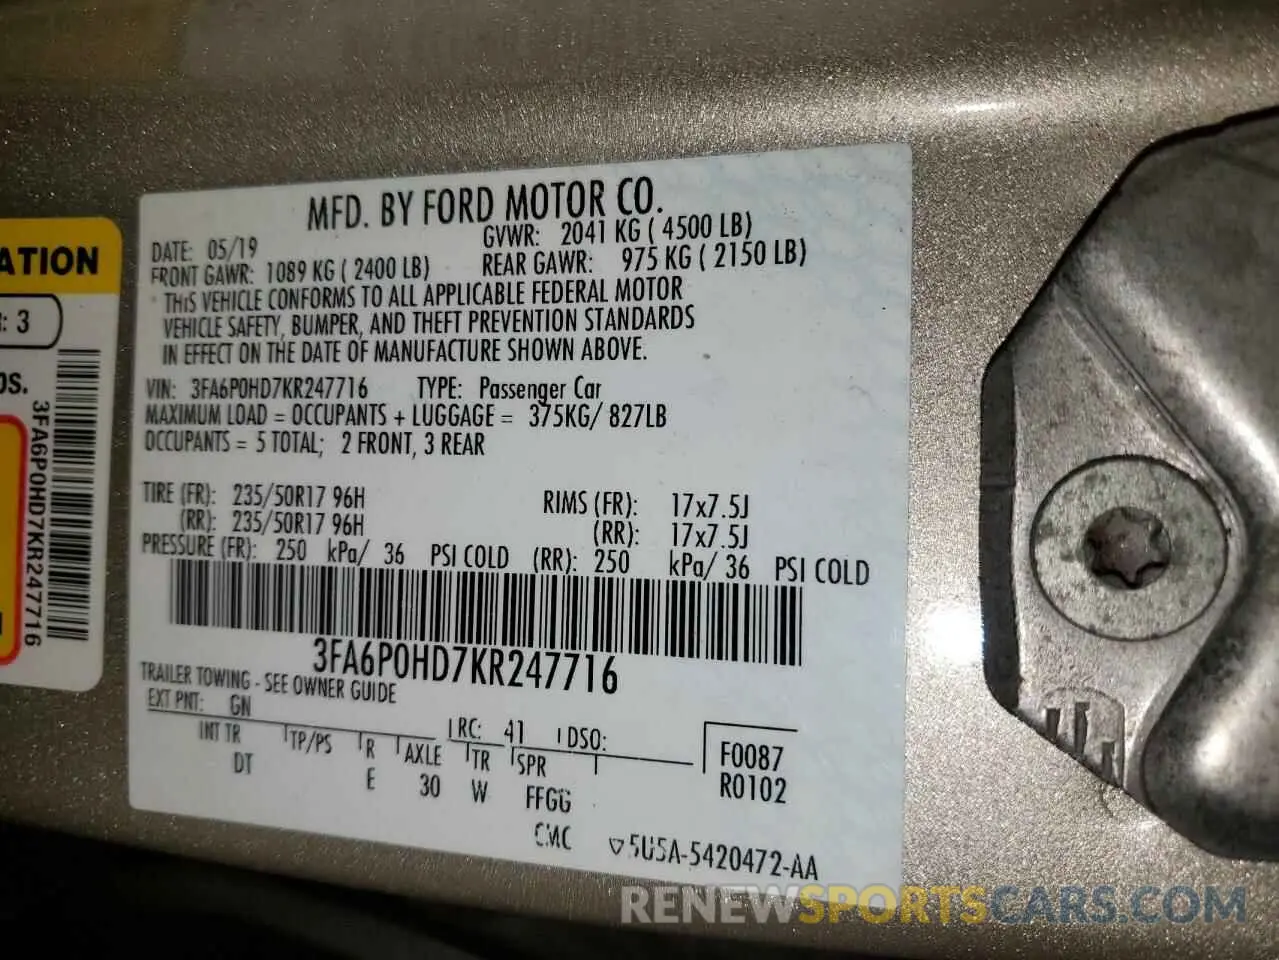 MFD. BY FORD MOTOR CO.
DATE: 05/19 GVWR: 2041 KG ( 4500 LB)
FRONT GAWR: 1089 KG ( 2400 LB) REAR GAWR: 975 KG ( 2150 LB)
THIS VEHICLE CONFORMS TO ALL APPLICABLE FEDERAL MOTOR
VEHICLE SAFETY, BUMPER, AND THEFT PREVENTION STANDARDS
IN EFFECT ON THE DATE OF MANUFACTURE SHOWN ABOVE.
VIN: 3FA6P0HD7KR247716 TYPE: Passenger Car
MAXIMUM LOAD = OCCUPANTS + LUGGAGE = 375KG/ 827LB
OCCUPANTS = 5 TOTAL; 2 FRONT, 3 REAR
TIRE (FR): 235/50R17 96H RIMS (FR): 17x7.5J
(RR): 235/50R17 96H (RR): 17x7.5J
PRESSURE (FR): 250 kPa/ 36 PSI COLD (RR): 250 kPa/ 36 PSI COLD
3FA6P0HD7KR247716
TRAILER TOWING - SEE OWNER GUIDE
EXT PNT: GN RC: 41 DSO:
INT TR TP/PS R AXLE TR SPR F0087
DT E 30 W FFGG R0102
CMC 5U5A-5420472-AA
ATION
: 3
3FA6P0HD7KR247716
RENEWSPORTSCARS.COM